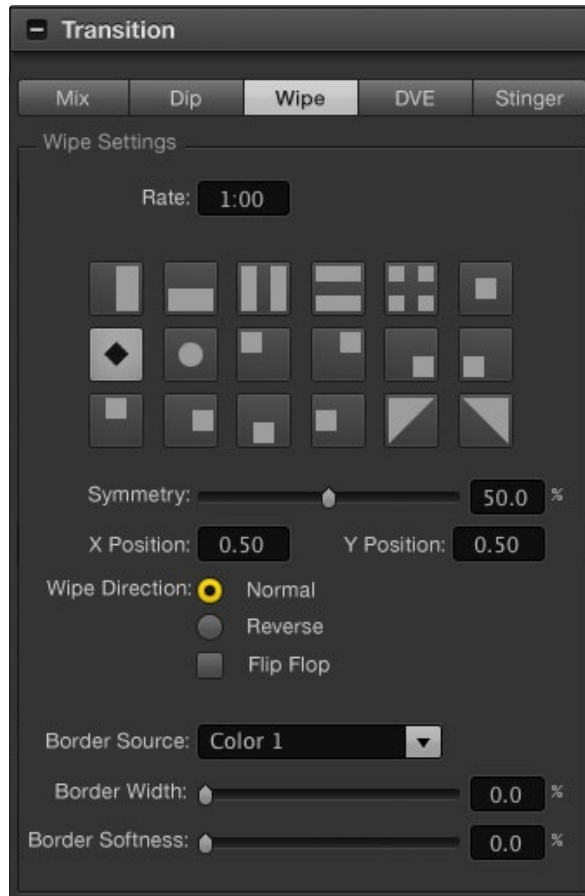 Transition
Mix Dip Wipe DVE Stinger
Wipe Settings
Rate: 1:00
Symmetry: 50.0 %
X Position: 0.50 Y Position: 0.50
Wipe Direction: Normal
Reverse
Flip Flop
Border Source: Color 1
Border Width: 0.0 %
Border Softness: 0.0 %